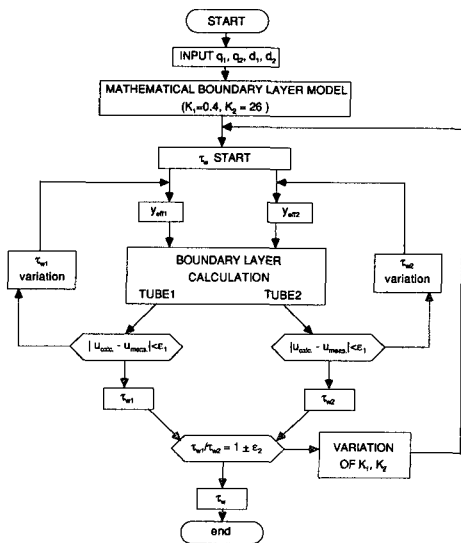 START
INPUT q₁, q₂, d₁, d₂
MATHEMATICAL BOUNDARY LAYER MODEL
(K₁=0.4, K₂ = 26 )
τw START
yeff1
yeff2
τw1
variation
τw2
variation
BOUNDARY LAYER
CALCULATION
TUBE1 TUBE2
| ucalc. - umeas.|<ε₁
|ucalc. - umeas.|<ε₁
τw1
τw2
τw1/τw2 = 1 ± ε₂
VARIATION
OF K₁, K₂
τw
end